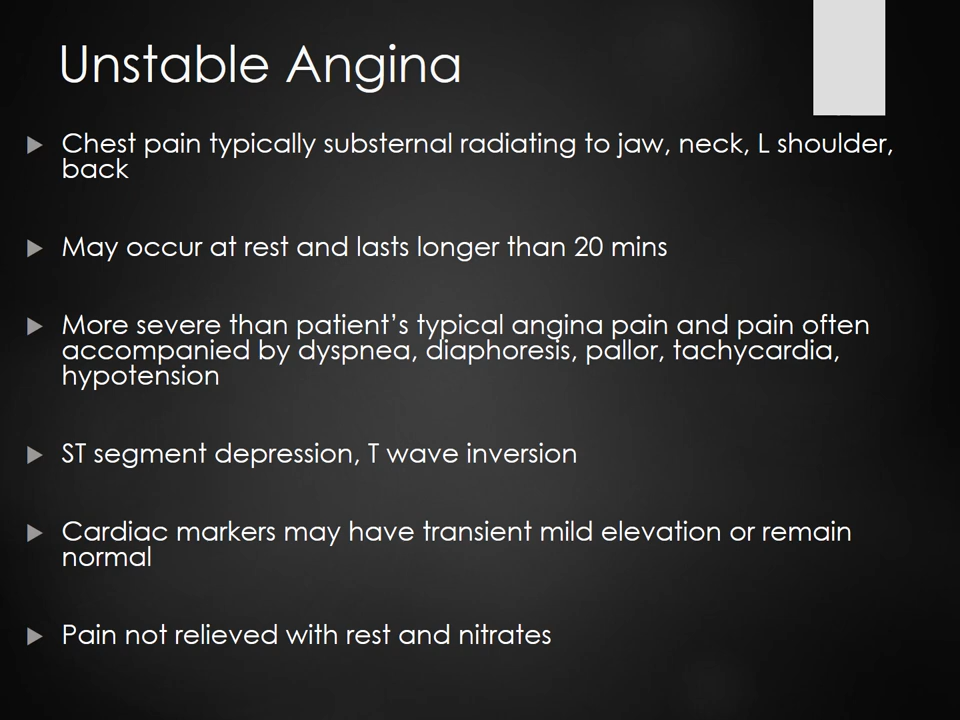 Unstable Angina
Chest pain typically substernal radiating to jaw, neck, L shoulder,
back
May occur at rest and lasts longer than 20 mins
More severe than patient’s typical angina pain and pain often
accompanied by dyspnea, diaphoresis, pallor, tachycardia,
hypotension
ST segment depression, T wave inversion
Cardiac markers may have transient mild elevation or remain
normal
Pain not relieved with rest and nitrates